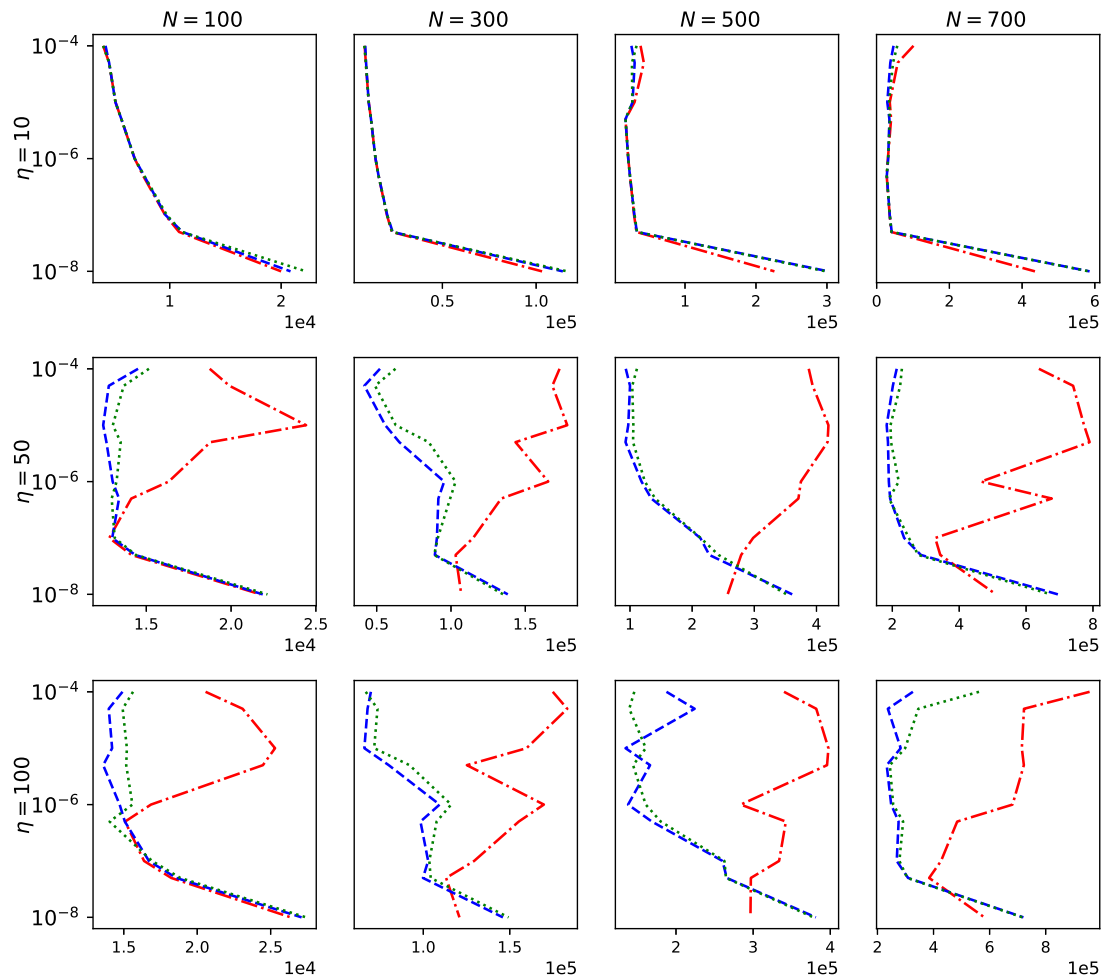 N = 100 N = 300 N = 500 N = 700
η = 10
10⁻⁴
10⁻⁶
10⁻⁸
1 2
1e4
0.5 1.0
1e5
1 2 3
1e5
0 2 4 6
1e5
η = 50
10⁻⁴
10⁻⁶
10⁻⁸
1.5 2.0 2.5
1e4
0.5 1.0 1.5
1e5
1 2 3 4
1e5
2 4 6 8
1e5
η = 100
10⁻⁴
10⁻⁶
10⁻⁸
1.5 2.0 2.5
1e4
1.0 1.5
1e5
2 3 4
1e5
2 4 6 8
1e5